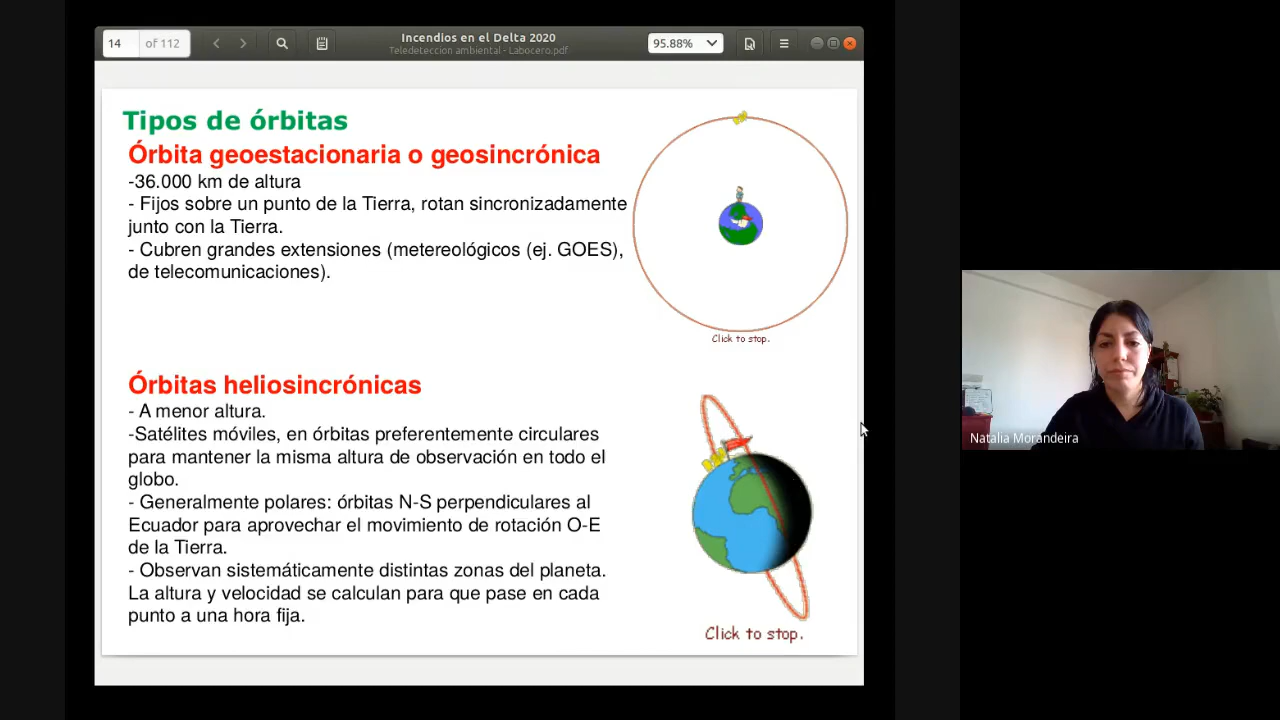 14
of 112
Incendios en el Delta 2020
Teledeteccion ambiental - Labocero.pdf
95.88%
Tipos de órbitas
Órbita geoestacionaria o geosincrónica
-36.000 km de altura
- Fijos sobre un punto de la Tierra, rotan sincronizadamente
junto con la Tierra.
- Cubren grandes extensiones (metereológicos (ej. GOES),
de telecomunicaciones).
Click to stop.
Órbitas heliosincrónicas
- A menor altura.
-Satélites móviles, en órbitas preferentemente circulares
para mantener la misma altura de observación en todo el
globo.
- Generalmente polares: órbitas N-S perpendiculares al
Ecuador para aprovechar el movimiento de rotación O-E
de la Tierra.
- Observan sistemáticamente distintas zonas del planeta.
La altura y velocidad se calculan para que pase en cada
punto a una hora fija.
Click to stop.
Natalia Morandeira